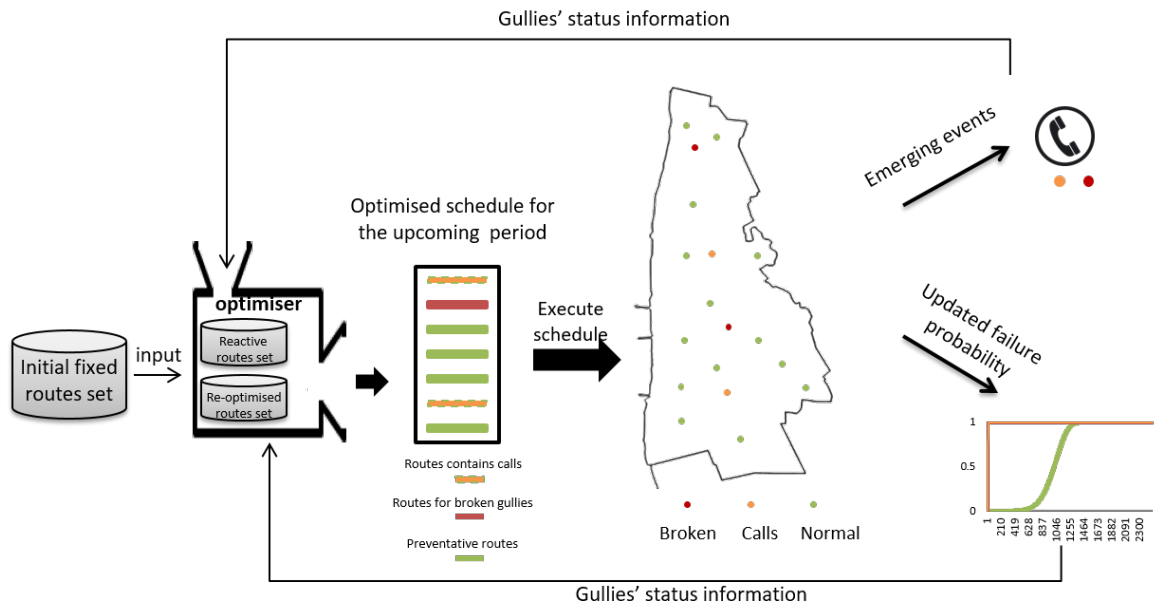 Gullies' status information
Emerging events
Optimised schedule for
the upcoming period
optimiser
Reactive
routes set
Re-optimised
routes set
Initial fixed
routes set
input
Execute
schedule
Updated failure
probability
Routes contains calls
Routes for broken gullies
Preventative routes
Broken
Calls
Normal
1
0.5
0
1
210
419
628
837
1046
1255
1464
1673
1882
2091
2300
Gullies' status information